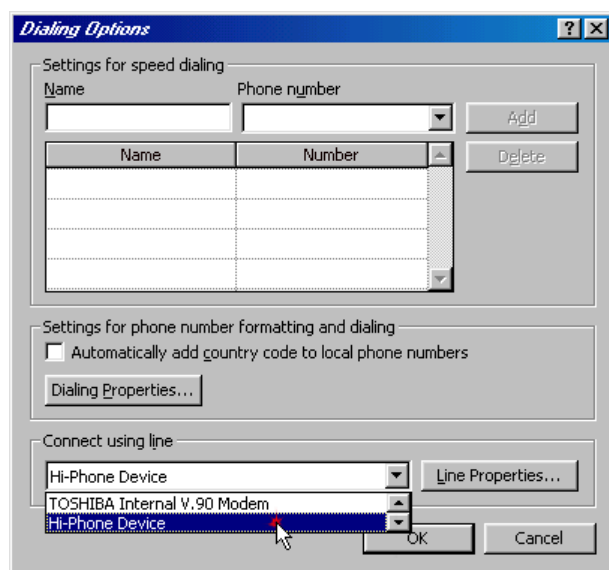 Dialing Options
Settings for speed dialing
Name Phone number
Add
Name Number
Delete
Settings for phone number formatting and dialing
Automatically add country code to local phone numbers
Dialing Properties...
Connect using line
Hi-Phone Device
Line Properties...
TOSHIBA Internal V.90 Modem
Hi-Phone Device
OK Cancel